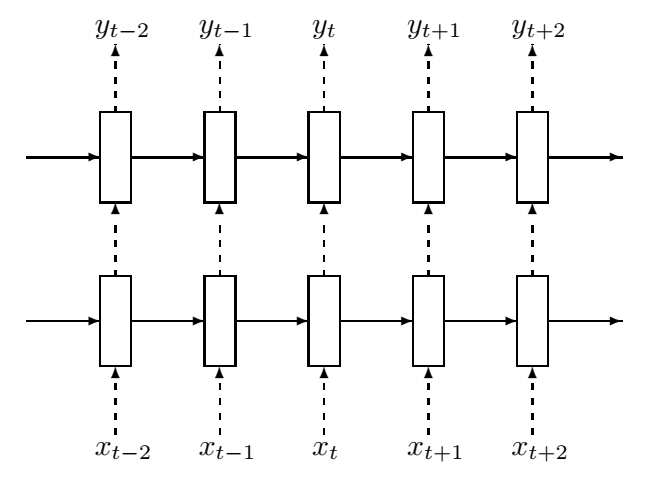 y_{t−2} y_{t−1} y_t y_{t+1} y_{t+2}
x_{t−2} x_{t−1} x_t x_{t+1} x_{t+2}